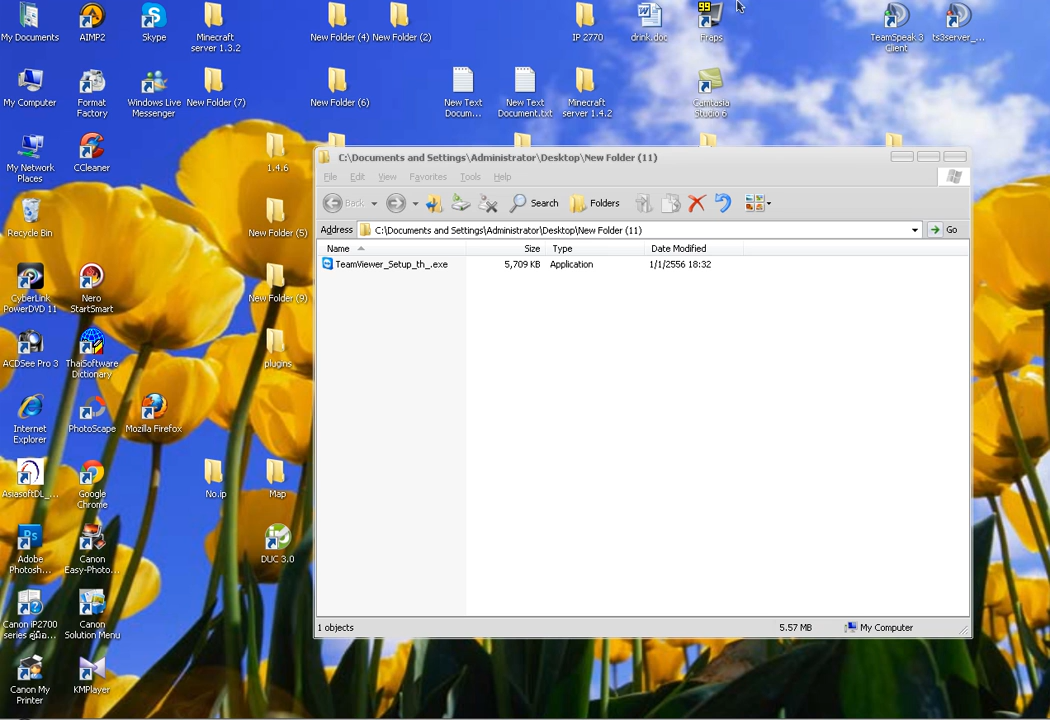 My Documents
AIMP2
Skype
Minecraft
server 1.3.2
New Folder (4)
New Folder (2)
IP 2770
drink.doc
99
Fraps
TeamSpeak 3
Client
ts3server_...
My Computer
Format
Factory
Windows Live
Messenger
New Folder (7)
New Folder (6)
New Text
Docum...
New Text
Document.txt
Minecraft
server 1.4.2
Camtasia
Studio 6
My Network
Places
CCleaner
1.4.6
Recycle Bin
New Folder (5)
CyberLink
PowerDVD 11
Nero
StartSmart
New Folder (9)
ACDSee Pro 3
ThaiSoftware
Dictionary
plugins
Internet
Explorer
PhotoScape
Mozilla Firefox
AsiasoftDL_...
Google
Chrome
No.ip
Map
Ps
Adobe
Photosh...
Canon
Easy-Photo...
DUC 3.0
Canon iP2700
series คู่มือ...
Canon
Solution Menu
Canon My
Printer
KMPlayer
C:\Documents and Settings\Administrator\Desktop\New Folder (11)
File Edit View Favorites Tools Help
Back Search Folders
Address C:\Documents and Settings\Administrator\Desktop\New Folder (11) Go
Name Size Type Date Modified
TeamViewer_Setup_th_.exe 5,709 KB Application 1/1/2556 18:32
1 objects 5.57 MB My Computer